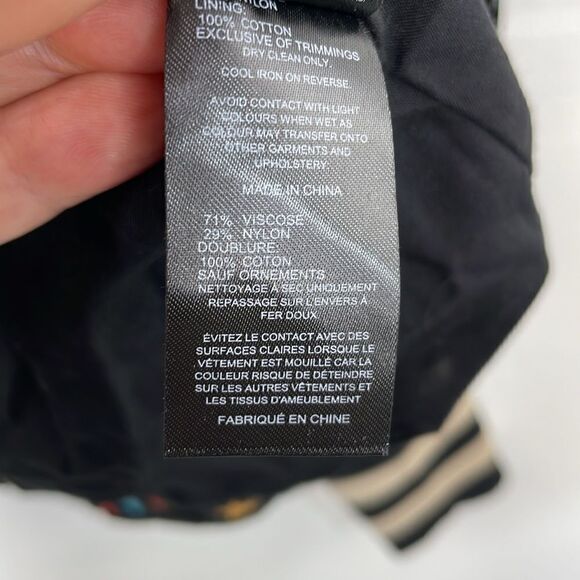 NYLON
LINING:
100% COTTON
EXCLUSIVE OF TRIMMINGS
DRY CLEAN ONLY.
COOL IRON ON REVERSE.
AVOID CONTACT WITH LIGHT
COLOURS WHEN WET AS
COLOUR MAY TRANSFER ONTO
OTHER GARMENTS AND
UPHOLSTERY.
MADE IN CHINA
71% VISCOSE
29% NYLON
DOUBLURE:
100% COTON
SAUF ORNEMENTS
NETTOYAGE À SEC UNIQUEMENT
REPASSAGE SUR L'ENVERS À
FER DOUX
ÉVITEZ LE CONTACT AVEC DES
SURFACES CLAIRES LORSQUE LE
VÊTEMENT EST MOUILLÉ CAR LA
COULEUR RISQUE DE DÉTEINDRE
SUR LES AUTRES VÊTEMENTS ET
LES TISSUS D'AMEUBLEMENT
FABRIQUÉ EN CHINE